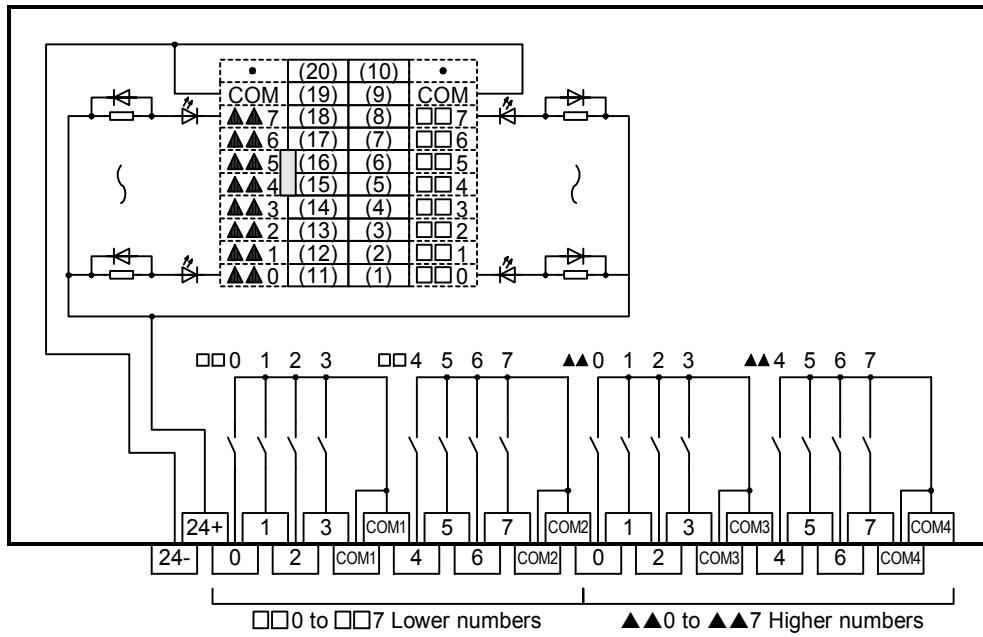 • (20) (10) •
COM (19) (9) COM
▲▲7 (18) (8) □□7
▲▲6 (17) (7) □□6
▲▲5 (16) (6) □□5
▲▲4 (15) (5) □□4
▲▲3 (14) (4) □□3
▲▲2 (13) (3) □□2
▲▲1 (12) (2) □□1
▲▲0 (11) (1) □□0
□□0 1 2 3 □□4 5 6 7 ▲▲0 1 2 3 ▲▲4 5 6 7
24+ 1 3 COM1 5 7 COM2 1 3 COM3 5 7 COM4
24- 0 2 COM1 4 6 COM2 0 2 COM3 4 6 COM4
□□0 to □□7 Lower numbers ▲▲0 to ▲▲7 Higher numbers